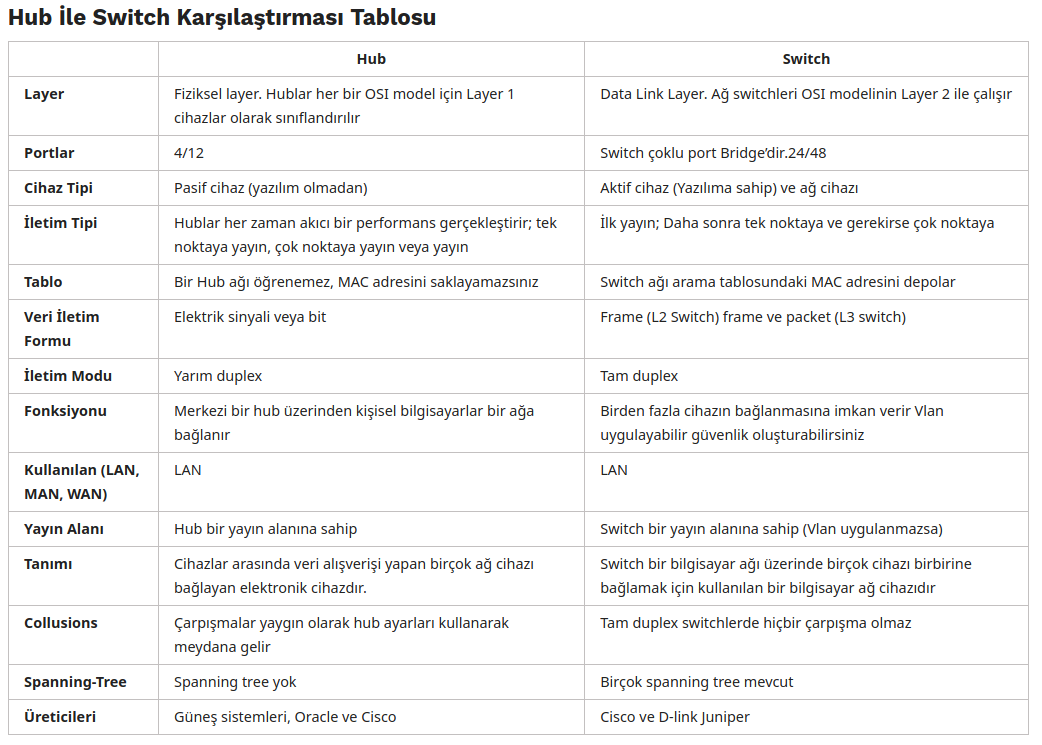 Hub İle Switch Karşılaştırması Tablosu
Hub Switch
Layer Fiziksel layer. Hublar her bir OSI model için Layer 1 Data Link Layer. Ağ switchleri OSI modelinin Layer 2 ile çalışır
cihazlar olarak sınıflandırılır
Portlar 4/12 Switch çoklu port Bridge’dir.24/48
Cihaz Tipi Pasif cihaz (yazılım olmadan) Aktif cihaz (Yazılıma sahip) ve ağ cihazı
İletim Tipi Hublar her zaman akıcı bir performans gerçekleştirir; tek İlk yayın; Daha sonra tek noktaya ve gerekirse çok noktaya
noktaya yayın, çok noktaya yayın veya yayın
Tablo Bir Hub ağı öğrenemez, MAC adresini saklayamazsınız Switch ağı arama tablosundaki MAC adresini depolar
Veri İletim Elektrik sinyali veya bit Frame (L2 Switch) frame ve packet (L3 switch)
Formu
İletim Modu Yarım duplex Tam duplex
Fonksiyonu Merkezi bir hub üzerinden kişisel bilgisayarlar bir ağa Birden fazla cihazın bağlanmasına imkan verir Vlan
bağlanır uygulayabilir güvenlik oluşturabilirsiniz
Kullanılan (LAN, LAN LAN
MAN, WAN)
Yayın Alanı Hub bir yayın alanına sahip Switch bir yayın alanına sahip (Vlan uygulanmazsa)
Tanımı Cihazlar arasında veri alışverişi yapan birçok ağ cihazı Switch bir bilgisayar ağı üzerinde birçok cihazı birbirine
bağlayan elektronik cihazdır. bağlamak için kullanılan bir bilgisayar ağ cihazıdır
Collusions Çarpışmalar yaygın olarak hub ayarları kullanarak Tam duplex switchlerde hiçbir çarpışma olmaz
meydana gelir
Spanning-Tree Spanning tree yok Birçok spanning tree mevcut
Üreticileri Güneş sistemleri, Oracle ve Cisco Cisco ve D-link Juniper